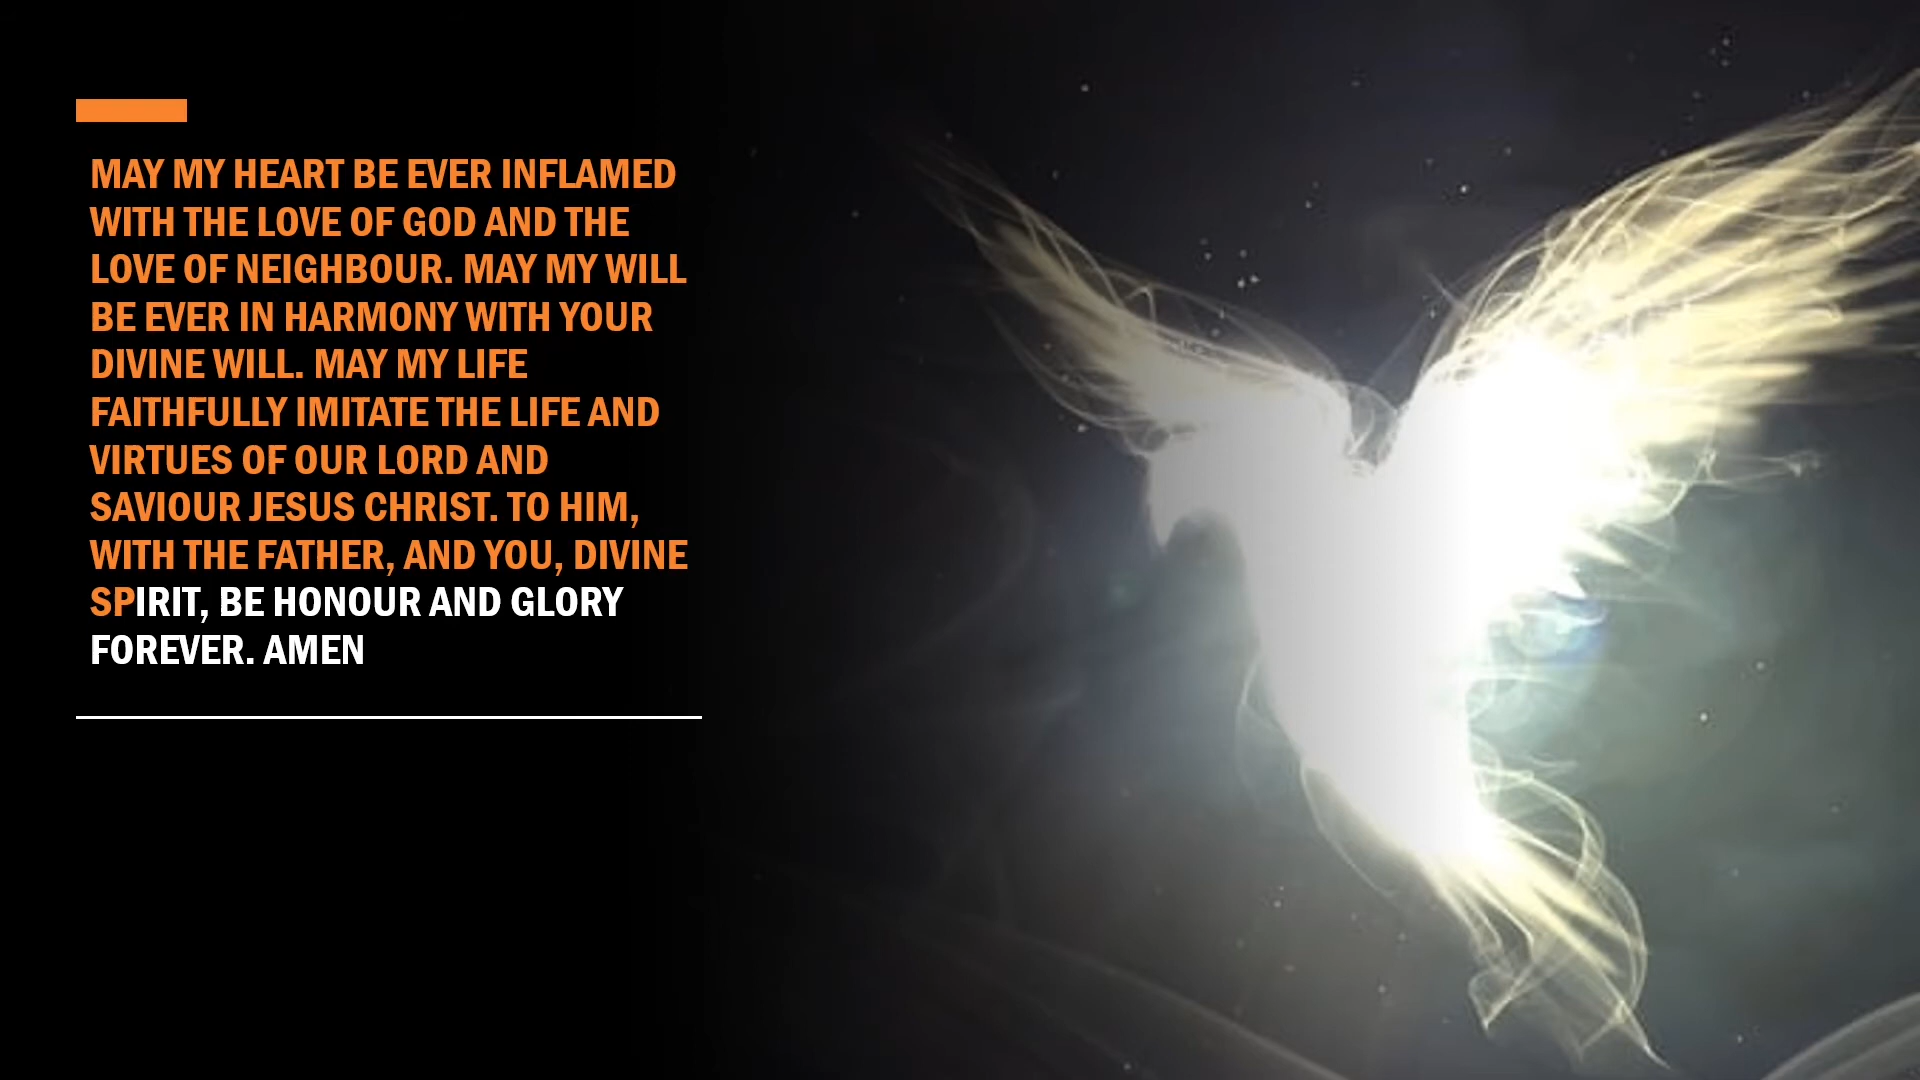 MAY MY HEART BE EVER INFLAMED
WITH THE LOVE OF GOD AND THE
LOVE OF NEIGHBOUR. MAY MY WILL
BE EVER IN HARMONY WITH YOUR
DIVINE WILL. MAY MY LIFE
FAITHFULLY IMITATE THE LIFE AND
VIRTUES OF OUR LORD AND
SAVIOUR JESUS CHRIST. TO HIM,
WITH THE FATHER, AND YOU, DIVINE
SPIRIT, BE HONOUR AND GLORY
FOREVER. AMEN